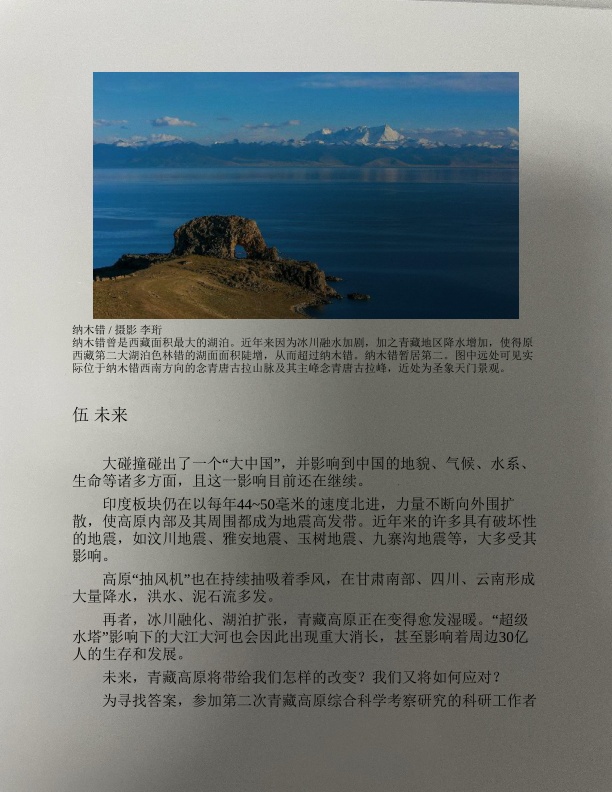 纳木错 / 摄影 李珩
纳木错曾是西藏面积最大的湖泊。近年来因为冰川融水加剧，加之青藏地区降水增加，使得原
西藏第二大湖泊色林错的湖面面积陡增，从而超过纳木错。纳木错暂居第二。图中远处可见实
际位于纳木错西南方向的念青唐古拉山脉及其主峰念青唐古拉峰，近处为圣象天门景观。
伍 未来
大碰撞碰出了一个“大中国”，并影响到中国的地貌、气候、水系、
生命等诸多方面，且这一影响目前还在继续。
印度板块仍在以每年44~50毫米的速度北进，力量不断向外围扩
散，使高原内部及其周围都成为地震高发带。近年来的许多具有破坏性
的地震，如汶川地震、雅安地震、玉树地震、九寨沟地震等，大多受其
影响。
高原“抽风机”也在持续抽吸着季风，在甘肃南部、四川、云南形成
大量降水，洪水、泥石流多发。
再者，冰川融化、湖泊扩张，青藏高原正在变得愈发湿暖。“超级
水塔”影响下的大江大河也会因此出现重大消长，甚至影响着周边30亿
人的生存和发展。
未来，青藏高原将带给我们怎样的改变？我们又将如何应对？
为寻找答案，参加第二次青藏高原综合科学考察研究的科研工作者